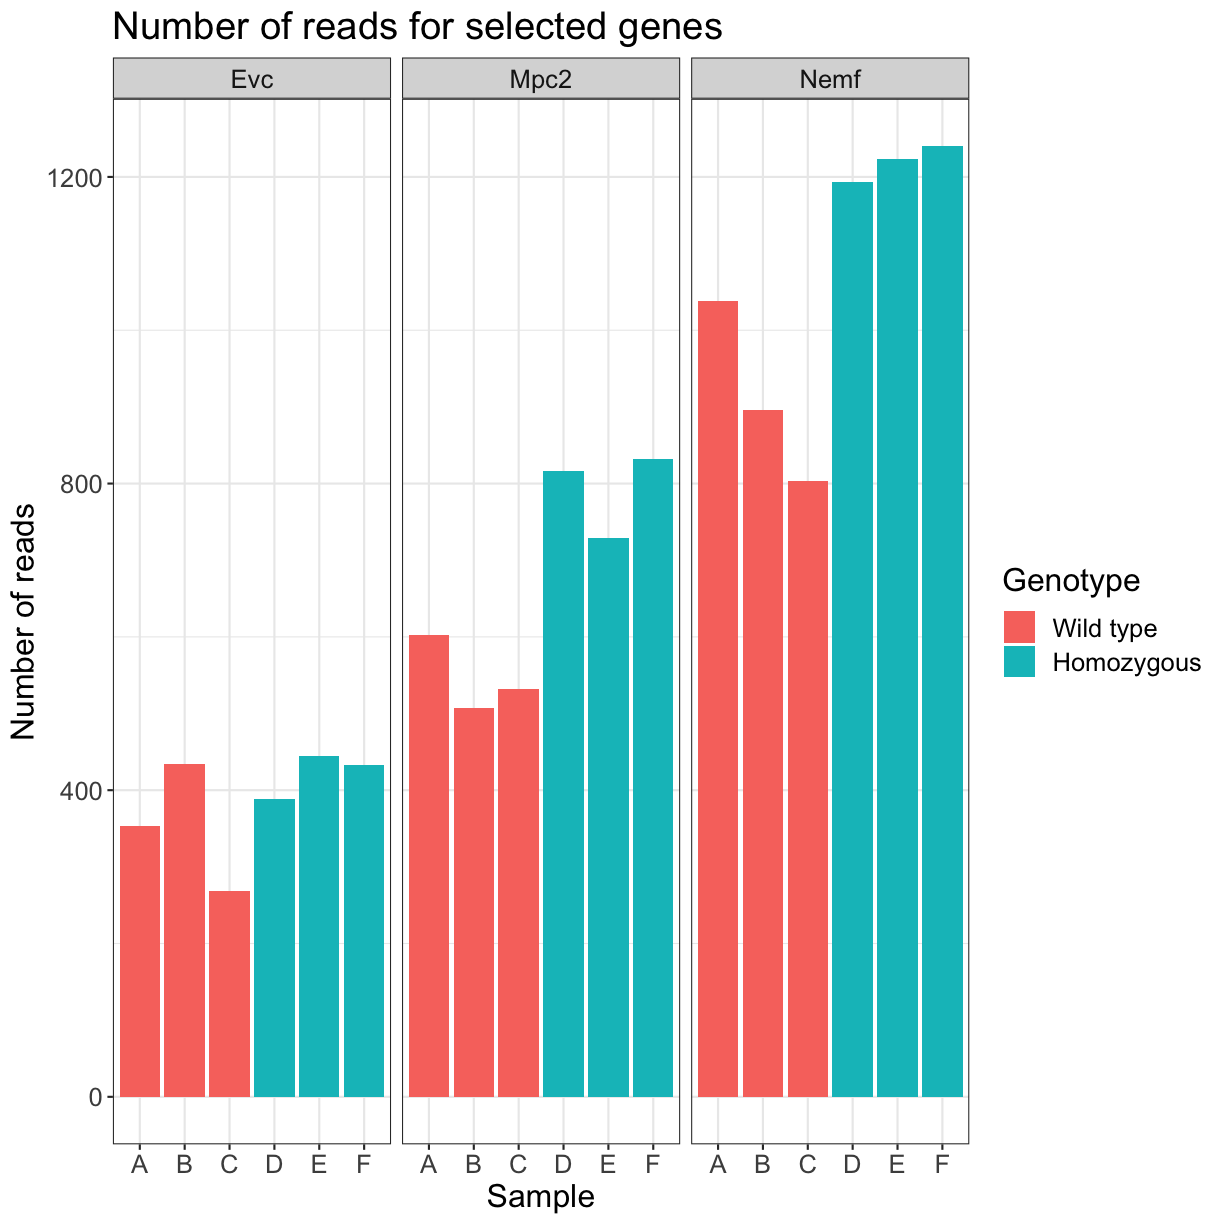 Number of reads for selected genes
Evc Mpc2 Nemf
1200
800
400
0
Number of reads
A B C D E F A B C D E F A B C D E F
Sample
Genotype
Wild type
Homozygous